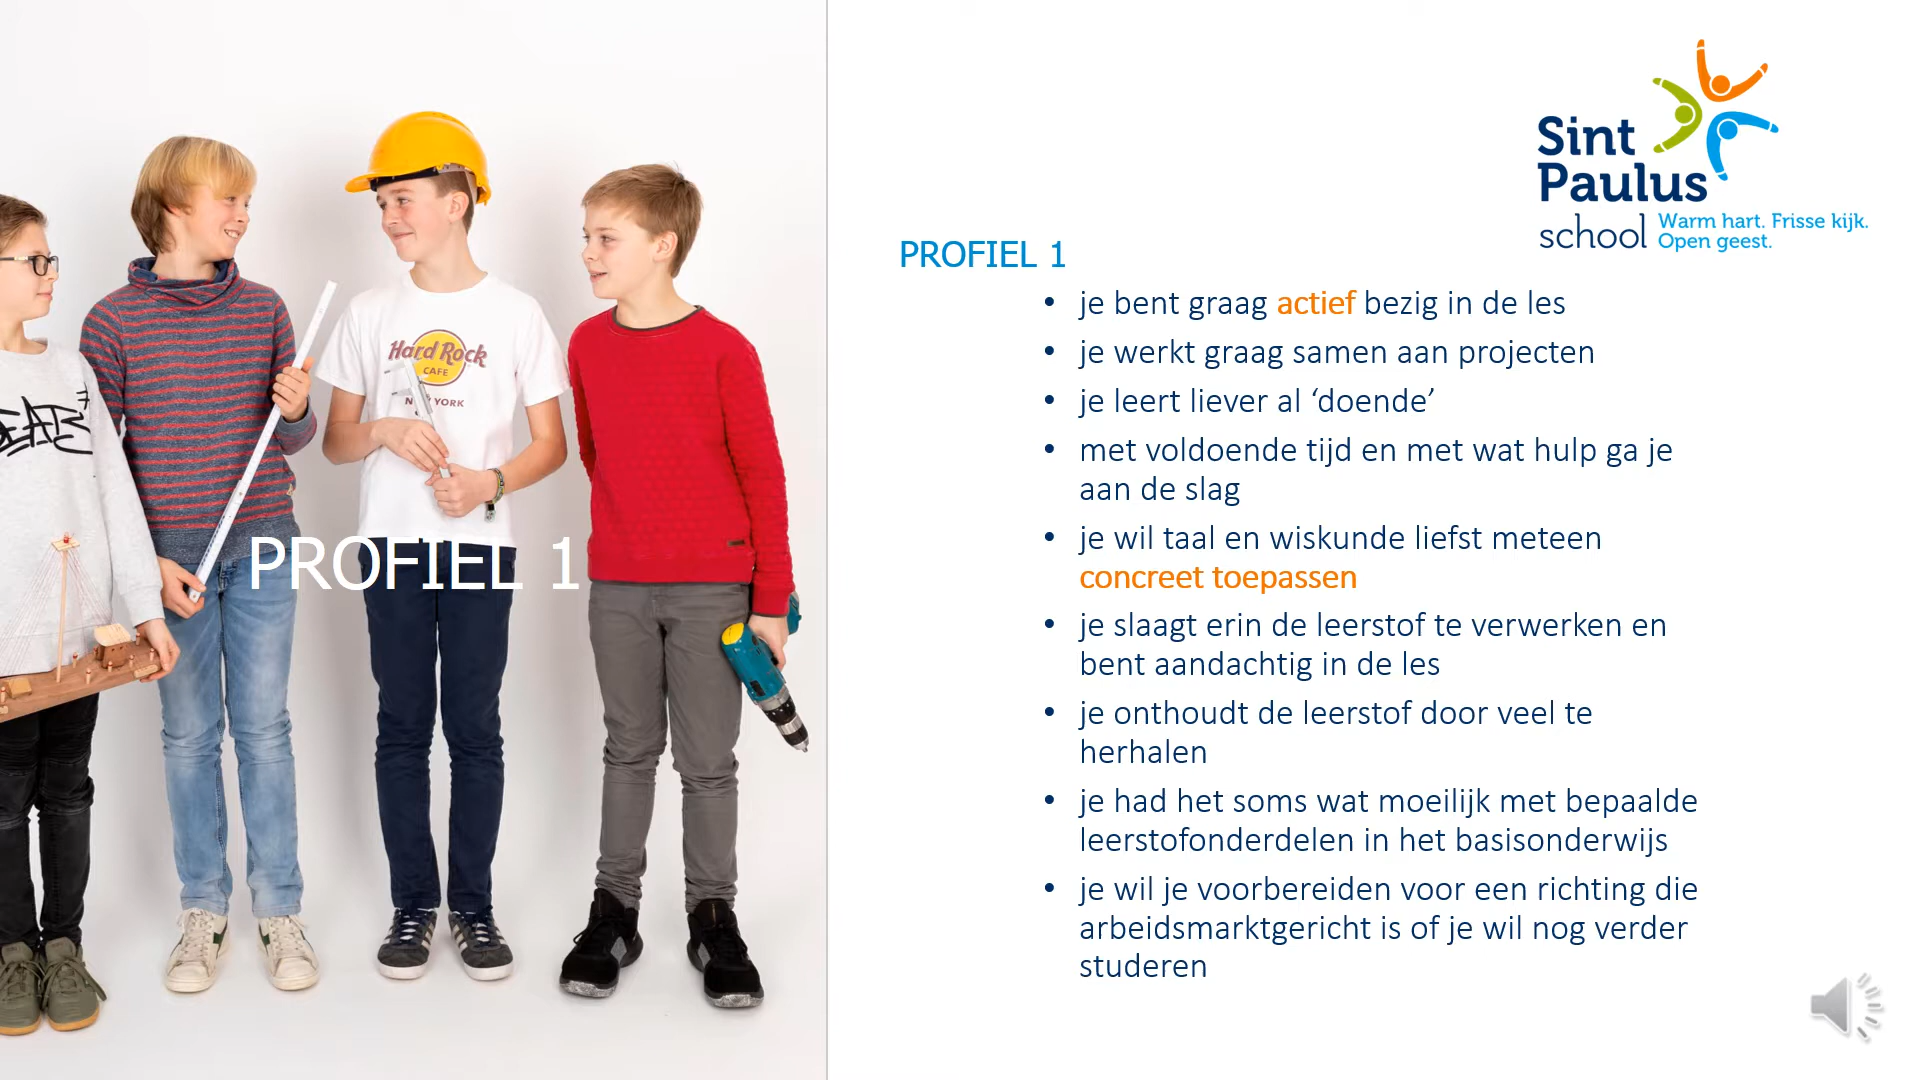 Hard Rock
CAFE
YORK
PROFIEL 1
Sint
Paulus
school
Warm hart. Frisse kijk.
Open geest.
PROFIEL 1
• je bent graag actief bezig in de les
• je werkt graag samen aan projecten
• je leert liever al ‘doende’
• met voldoende tijd en met wat hulp ga je
aan de slag
• je wil taal en wiskunde liefst meteen
concreet toepassen
• je slaagt erin de leerstof te verwerken en
bent aandachtig in de les
• je onthoudt de leerstof door veel te
herhalen
• je had het soms wat moeilijk met bepaalde
leerstofonderdelen in het basisonderwijs
• je wil je voorbereiden voor een richting die
arbeidsmarktgericht is of je wil nog verder
studeren